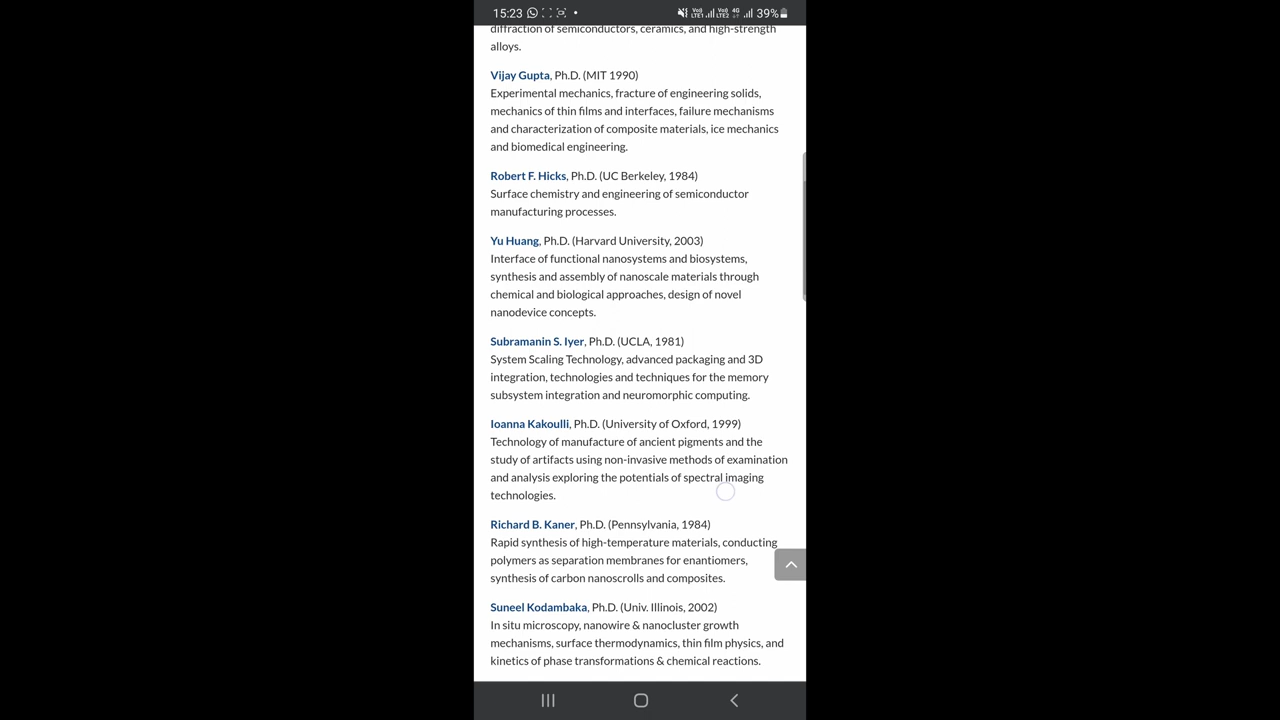 15:23
Vo)) LTE1 Vo)) LTE2 4G 39%
diffraction of semiconductors, ceramics, and high-strength
alloys.
Vijay Gupta, Ph.D. (MIT 1990)
Experimental mechanics, fracture of engineering solids,
mechanics of thin films and interfaces, failure mechanisms
and characterization of composite materials, ice mechanics
and biomedical engineering.
Robert F. Hicks, Ph.D. (UC Berkeley, 1984)
Surface chemistry and engineering of semiconductor
manufacturing processes.
Yu Huang, Ph.D. (Harvard University, 2003)
Interface of functional nanosystems and biosystems,
synthesis and assembly of nanoscale materials through
chemical and biological approaches, design of novel
nanodevice concepts.
Subramanin S. Iyer, Ph.D. (UCLA, 1981)
System Scaling Technology, advanced packaging and 3D
integration, technologies and techniques for the memory
subsystem integration and neuromorphic computing.
Ioanna Kakoulli, Ph.D. (University of Oxford, 1999)
Technology of manufacture of ancient pigments and the
study of artifacts using non-invasive methods of examination
and analysis exploring the potentials of spectral imaging
technologies.
Richard B. Kaner, Ph.D. (Pennsylvania, 1984)
Rapid synthesis of high-temperature materials, conducting
polymers as separation membranes for enantiomers,
synthesis of carbon nanoscrolls and composites.
Suneel Kodambaka, Ph.D. (Univ. Illinois, 2002)
In situ microscopy, nanowire & nanocluster growth
mechanisms, surface thermodynamics, thin film physics, and
kinetics of phase transformations & chemical reactions.